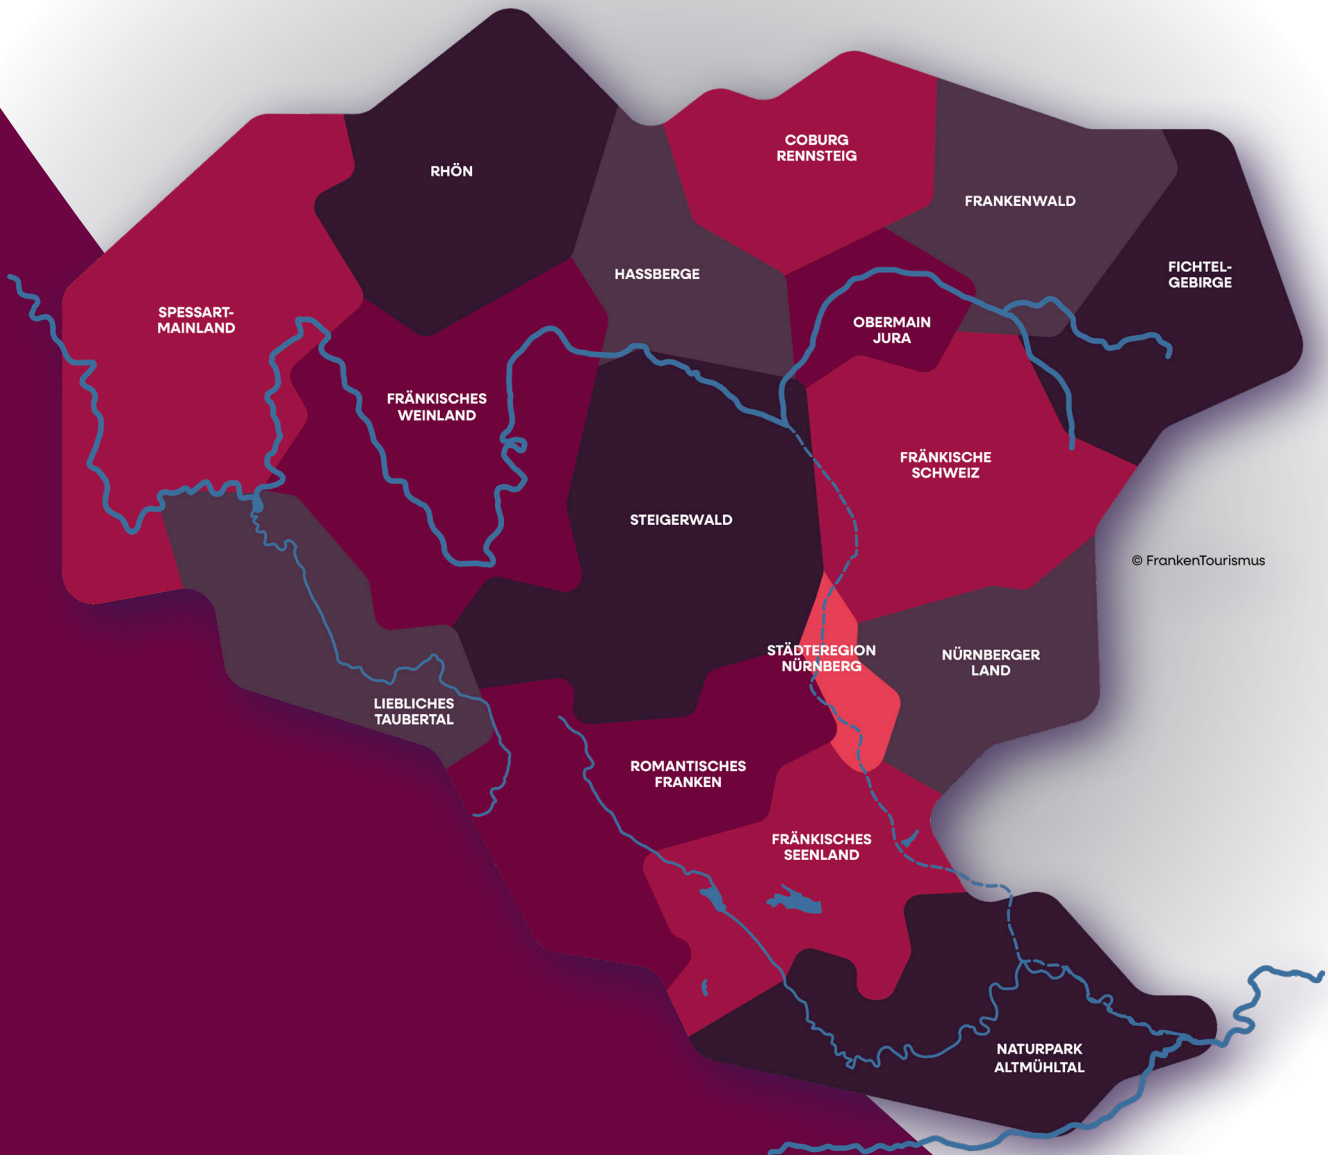 COBURG
RENNSTEIG
RHÖN
FRANKENWALD
HASSBERGE
FICHTEL-
GEBIRGE
SPESSART-
MAINLAND
OBERMAIN
JURA
FRÄNKISCHES
WEINLAND
FRÄNKISCHE
SCHWEIZ
STEIGERWALD
© FrankenTourismus
STÄDTEREGION
NÜRNBERG
NÜRNBERGER
LAND
LIEBLICHES
TAUBERTAL
ROMANTISCHES
FRANKEN
FRÄNKISCHES
SEENLAND
NATURPARK
ALTMÜHLTAL